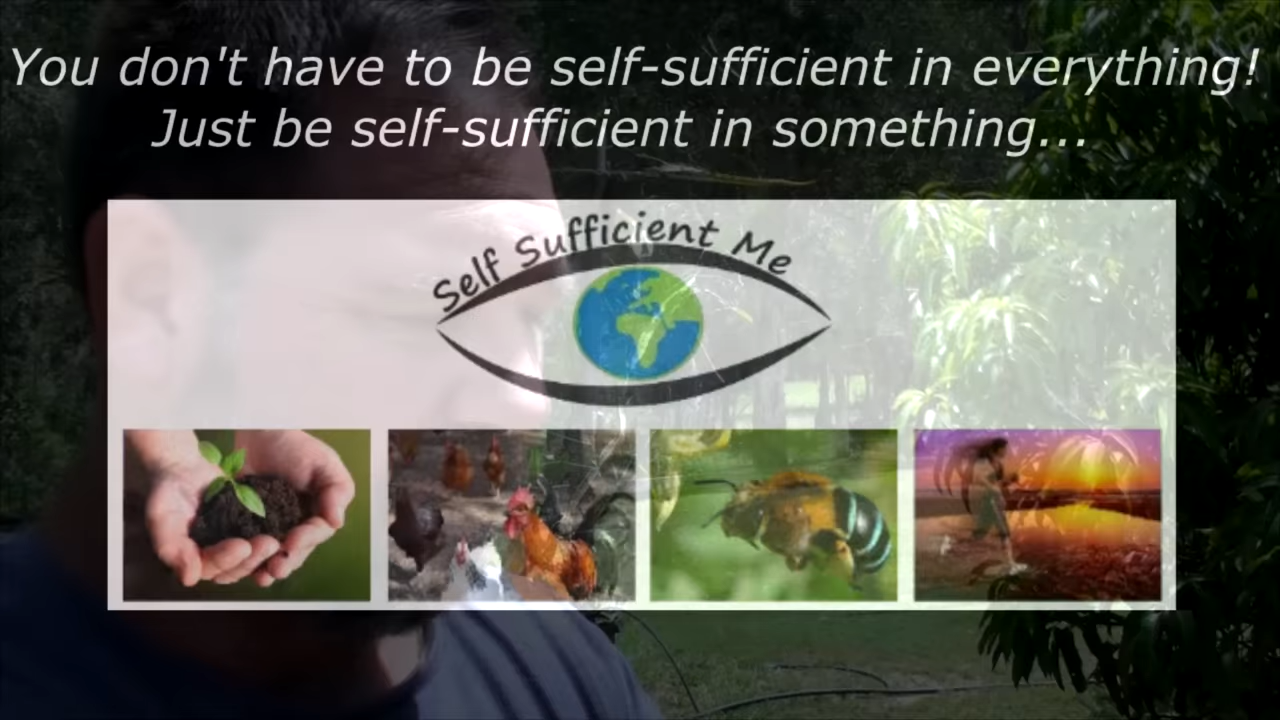 You don't have to be self-sufficient in everything!
Just be self-sufficient in something...
Self Sufficient Me